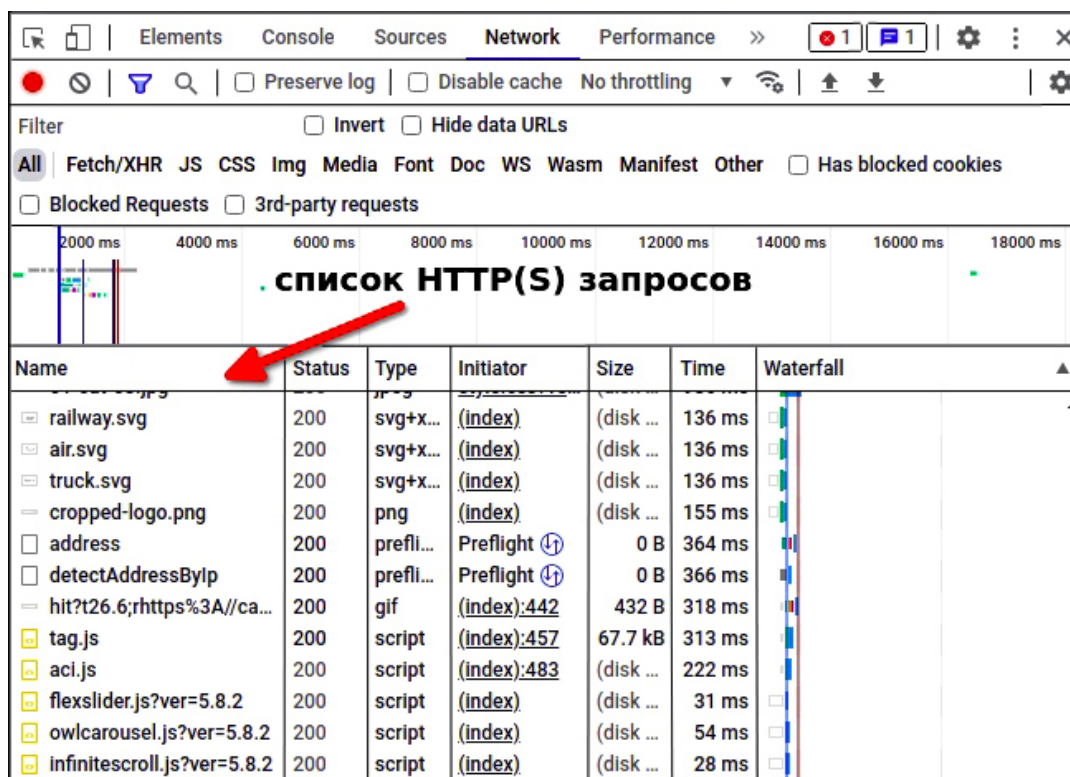 Elements Console Sources Network Performance » 1 1
Preserve log Disable cache No throttling
Filter Invert Hide data URLs
All Fetch/XHR JS CSS Img Media Font Doc WS Wasm Manifest Other Has blocked cookies
Blocked Requests 3rd-party requests
2000 ms 4000 ms 6000 ms 8000 ms 10000 ms 12000 ms 14000 ms 16000 ms 18000 ms
список HTTP(S) запросов
Name Status Type Initiator Size Time Waterfall
railway.svg 200 svg+x... (index) (disk ... 136 ms
air.svg 200 svg+x... (index) (disk ... 136 ms
truck.svg 200 svg+x... (index) (disk ... 136 ms
cropped-logo.png 200 png (index) (disk ... 155 ms
address 200 prefli... Preflight 0 B 364 ms
detectAddressByIp 200 prefli... Preflight 0 B 366 ms
hit?t26.6;rhttps%3A//ca... 200 gif (index):442 432 B 318 ms
tag.js 200 script (index):457 67.7 kB 313 ms
aci.js 200 script (index):483 (disk ... 222 ms
flexslider.js?ver=5.8.2 200 script (index) (disk ... 31 ms
owlcarousel.js?ver=5.8.2 200 script (index) (disk ... 54 ms
infinitescroll.js?ver=5.8.2 200 script (index) (disk ... 28 ms